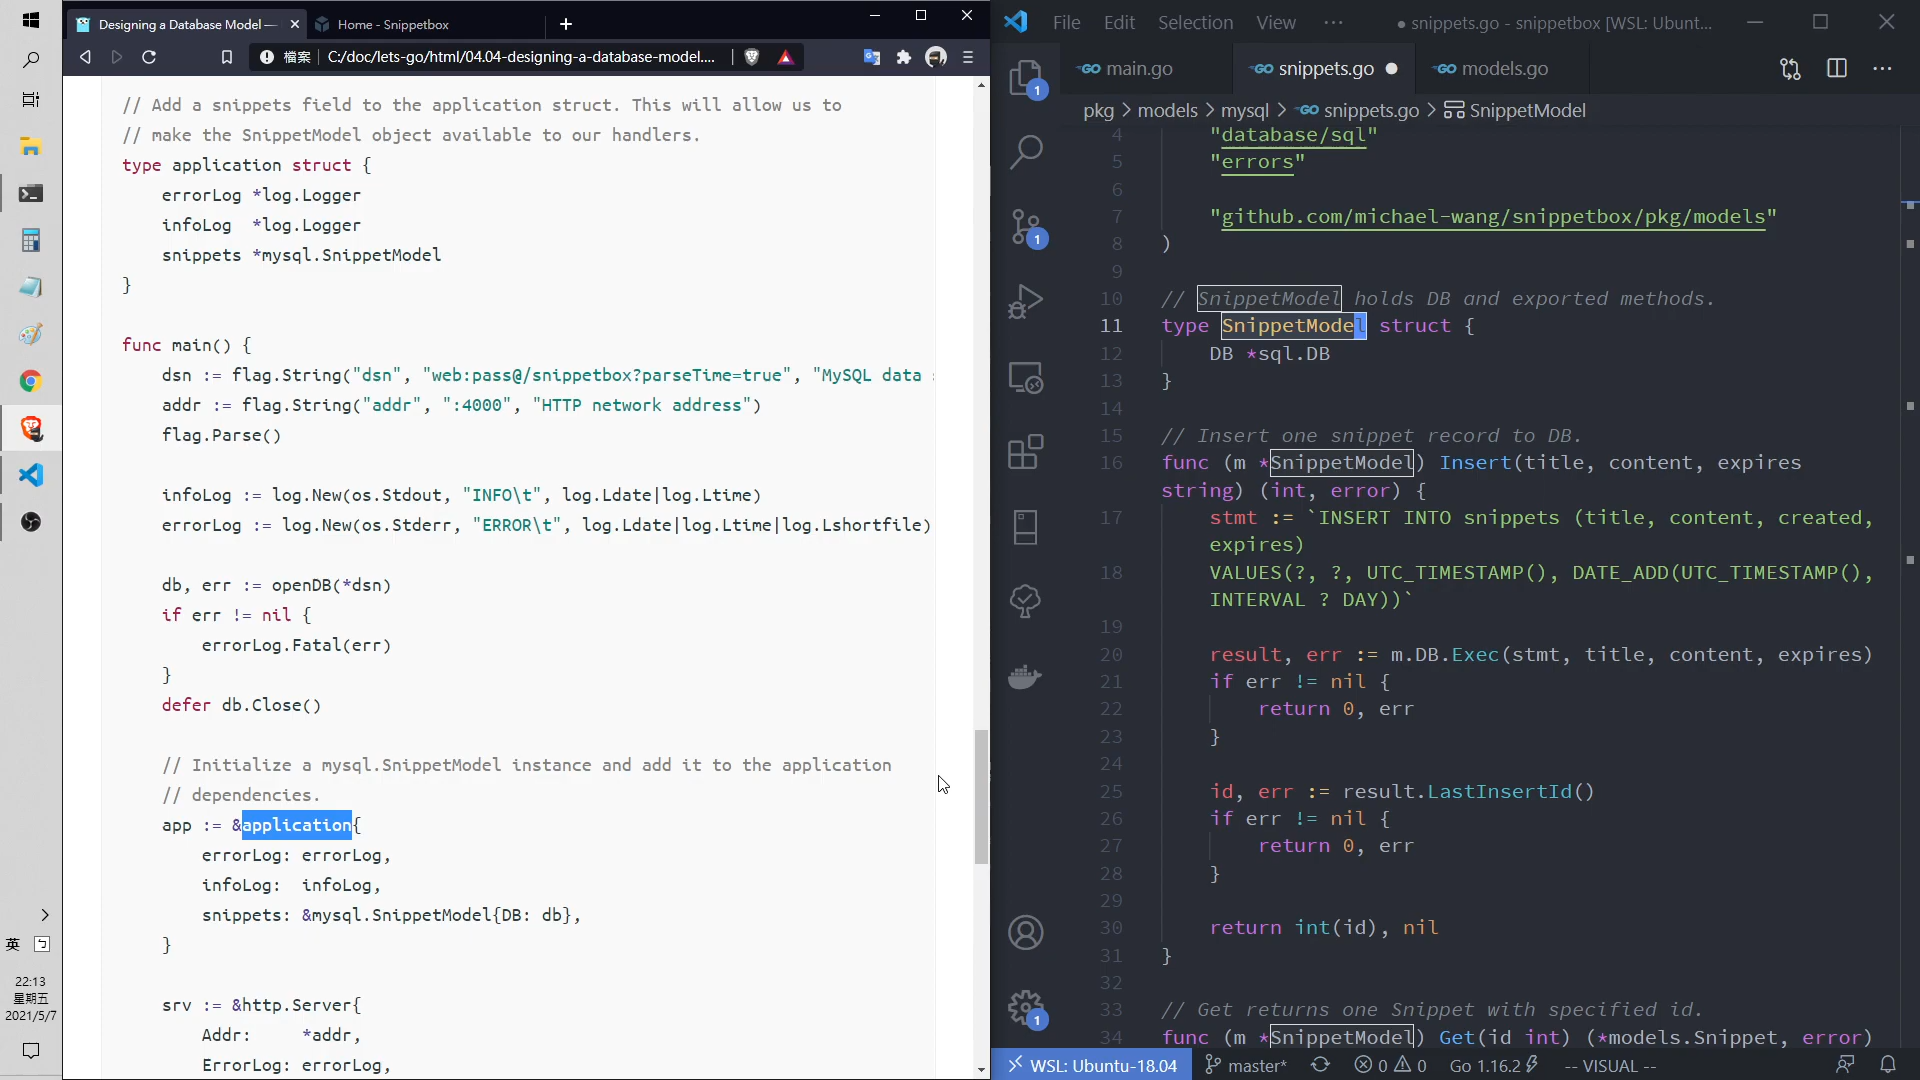 Designing a Database Model —
Home - Snippetbox
檔案
C:/doc/lets-go/html/04.04-designing-a-database-model....
// Add a snippets field to the application struct. This will allow us to
// make the SnippetModel object available to our handlers.
type application struct {
errorLog *log.Logger
infoLog *log.Logger
snippets *mysql.SnippetModel
}
func main() {
dsn := flag.String("dsn", "web:pass@/snippetbox?parseTime=true", "MySQL data
addr := flag.String("addr", ":4000", "HTTP network address")
flag.Parse()
infoLog := log.New(os.Stdout, "INFO\t", log.Ldate|log.Ltime)
errorLog := log.New(os.Stderr, "ERROR\t", log.Ldate|log.Ltime|log.Lshortfile)
db, err := openDB(*dsn)
if err != nil {
errorLog.Fatal(err)
}
defer db.Close()
// Initialize a mysql.SnippetModel instance and add it to the application
// dependencies.
app := &application{
errorLog: errorLog,
infoLog: infoLog,
snippets: &mysql.SnippetModel{DB: db},
}
srv := &http.Server{
Addr: *addr,
ErrorLog: errorLog,
英
22:13
星期五
2021/5/7
File Edit Selection View ···
● snippets.go - snippetbox [WSL: Ubunt...
main.go
snippets.go
models.go
pkg > models > mysql > snippets.go > SnippetModel
1
1
1
4 "database/sql"
5 "errors"
6
7 "github.com/michael-wang/snippetbox/pkg/models"
8 )
9
10 // SnippetModel holds DB and exported methods.
11 type SnippetModel struct {
12 DB *sql.DB
13 }
14
15 // Insert one snippet record to DB.
16 func (m *SnippetModel) Insert(title, content, expires
string) (int, error) {
17 stmt := `INSERT INTO snippets (title, content, created,
expires)
18 VALUES(?, ?, UTC_TIMESTAMP(), DATE_ADD(UTC_TIMESTAMP(),
INTERVAL ? DAY))`
19
20 result, err := m.DB.Exec(stmt, title, content, expires)
21 if err != nil {
22 return 0, err
23 }
24
25 id, err := result.LastInsertId()
26 if err != nil {
27 return 0, err
28 }
29
30 return int(id), nil
31 }
32
33 // Get returns one Snippet with specified id.
34 func (m *SnippetModel) Get(id int) (*models.Snippet, error)
WSL: Ubuntu-18.04
master*
0
0
Go 1.16.2
-- VISUAL --